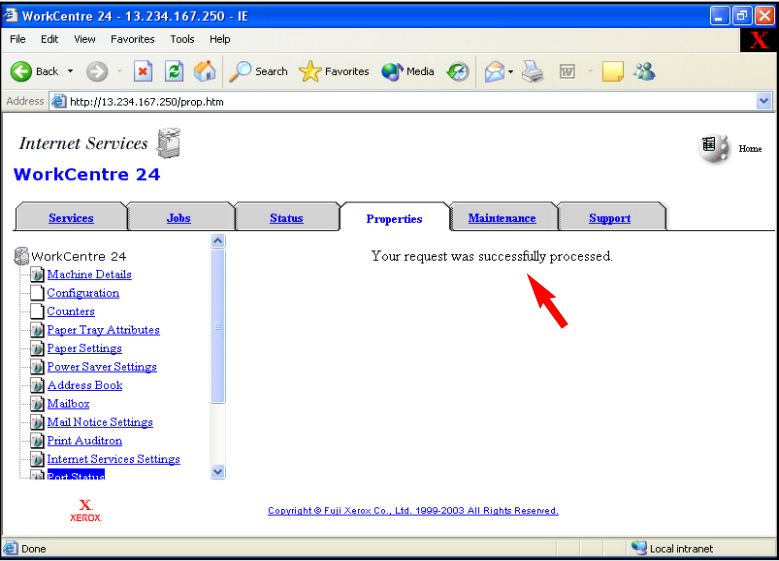 WorkCentre 24 - 13.234.167.250 - IE
File Edit View Favorites Tools Help
X
Back Search Favorites Media
Address http://13.234.167.250/prop.htm
Internet Services
Home
WorkCentre 24
Services Jobs Status Properties Maintenance Support
WorkCentre 24
Your request was successfully processed.
Machine Details
Configuration
Counters
Paper Tray Attributes
Paper Settings
Power Saver Settings
Address Book
Mailbox
Mail Notice Settings
Print Auditron
Internet Services Settings
Port Status
X
XEROX.
Copyright © Fuji Xerox Co., Ltd. 1999-2003 All Rights Reserved.
Done Local intranet